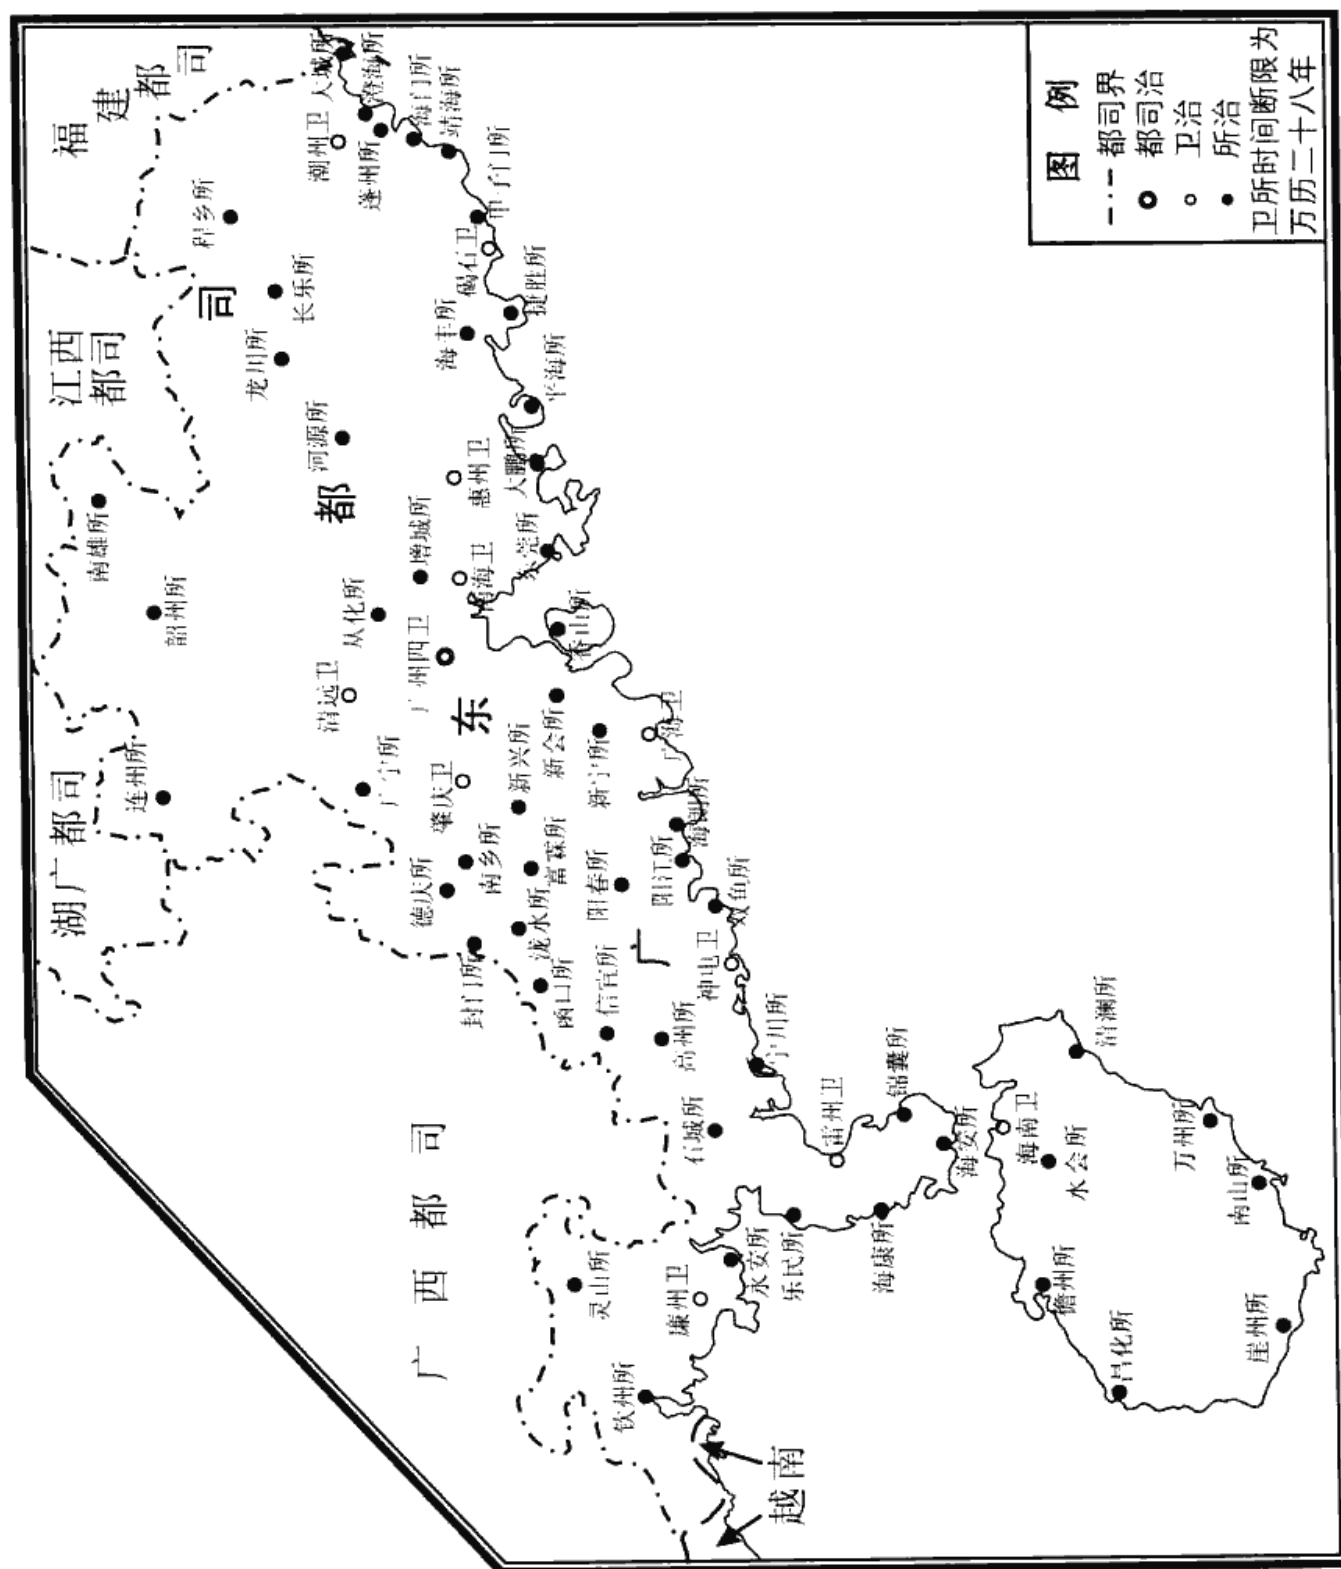 福建都司
江西
都司
湖广都司
广西都司
越南
广东都司
大城所
澄海所
潮州卫
蓬州所
海门所
靖海所
程乡所
甲子门所
碣石卫
捷胜所
长乐所
海丰所
龙川所
平海所
河源所
惠州卫
大鹏所
南雄所
增城所
南海卫
东莞所
韶州所
从化所
广州四卫
香山所
清远卫
新会所
新宁所
广海卫
连州所
广宁所
肇庆卫
新兴所
海朗所
德庆所
南乡所
富霖所
阳春所
阳江所
双鱼所
泷水所
封门所
函口所
信宜所
神电卫
高州所
宁川所
石城所
雷州卫
锦囊所
海安所
灵山所
廉州卫
永安所
乐民所
海康所
钦州所
清澜所
海南卫
水会所
万州所
南山所
儋州所
昌化所
崖州所
图例
都司界
都司治
卫治
所治
卫所时间断限为
万历二十八年